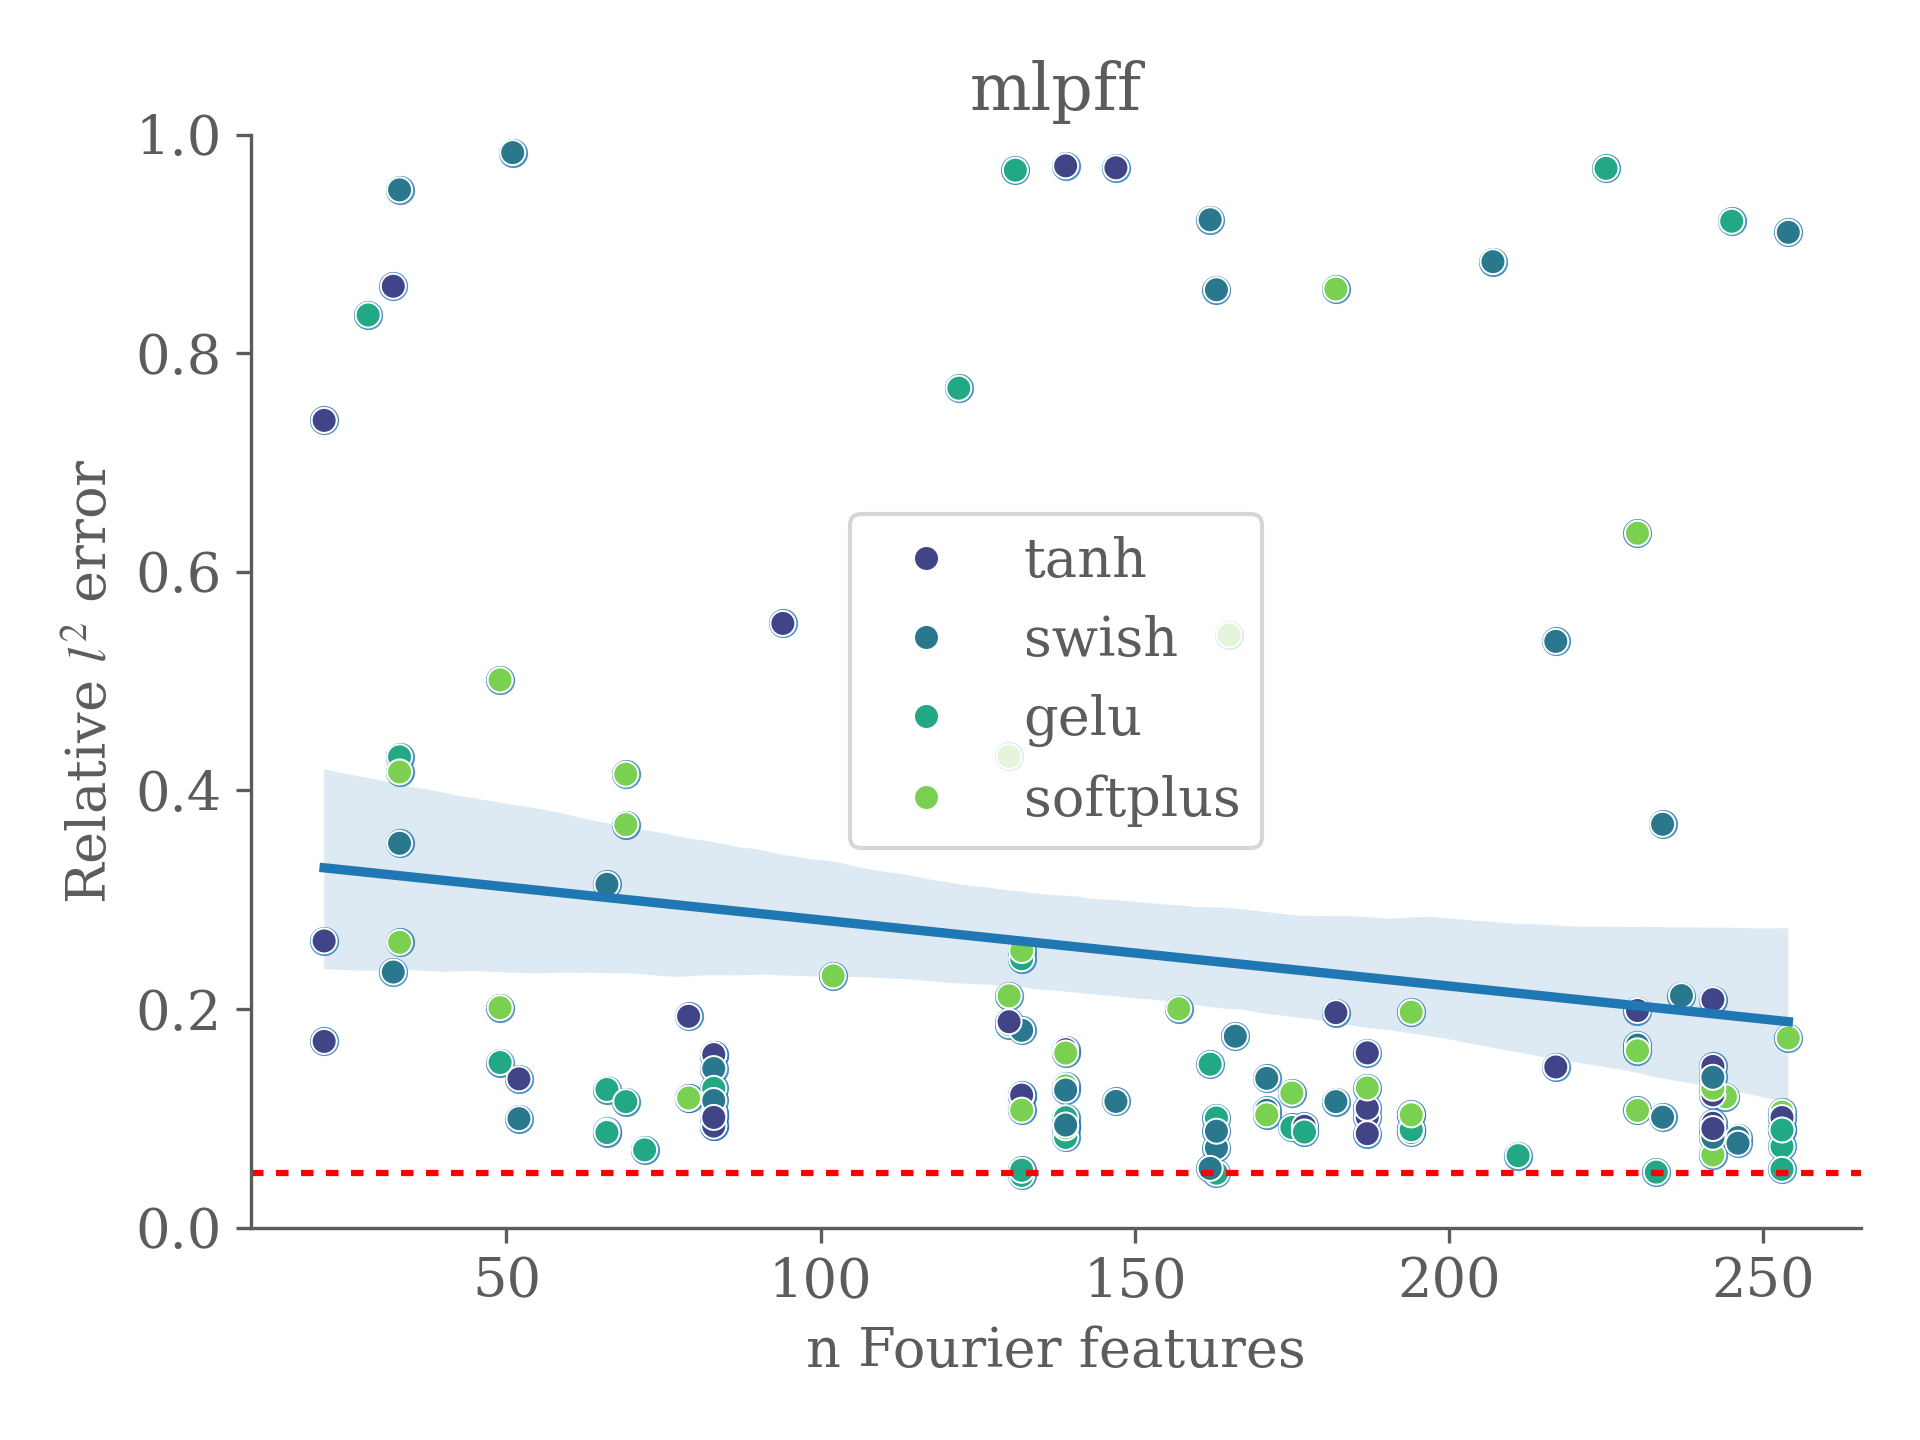 mlpff
1.0
0.8
0.6
0.4
0.2
0.0
Relative l² error
tanh
swish
gelu
softplus
50 100 150 200 250
n Fourier features